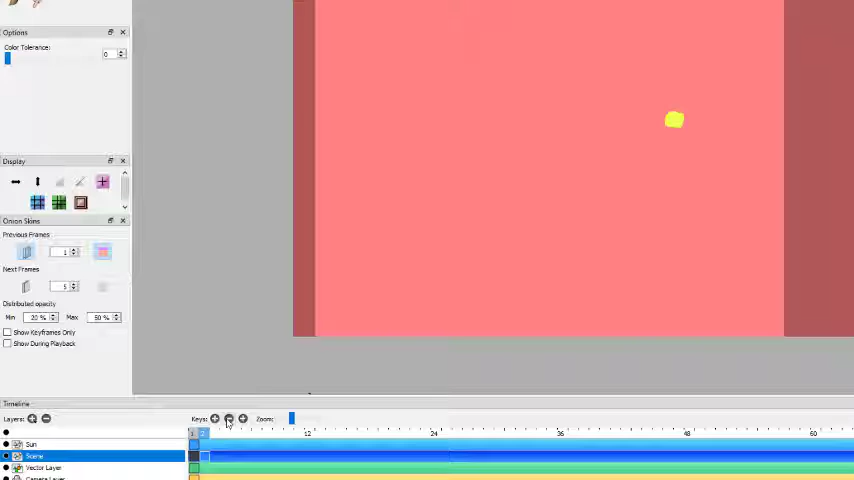 Options
Color Tolerance:
0
Display
Onion Skins
Previous Frames
1
Next Frames
5
Distributed opacity
Min 20 % Max 50 %
Show Keyframes Only
Show During Playback
Timeline
Layers: Keys: Zoom:
1 2 12 24 36 48 60
Sun
Scene
Vector Layer
Camera Layer